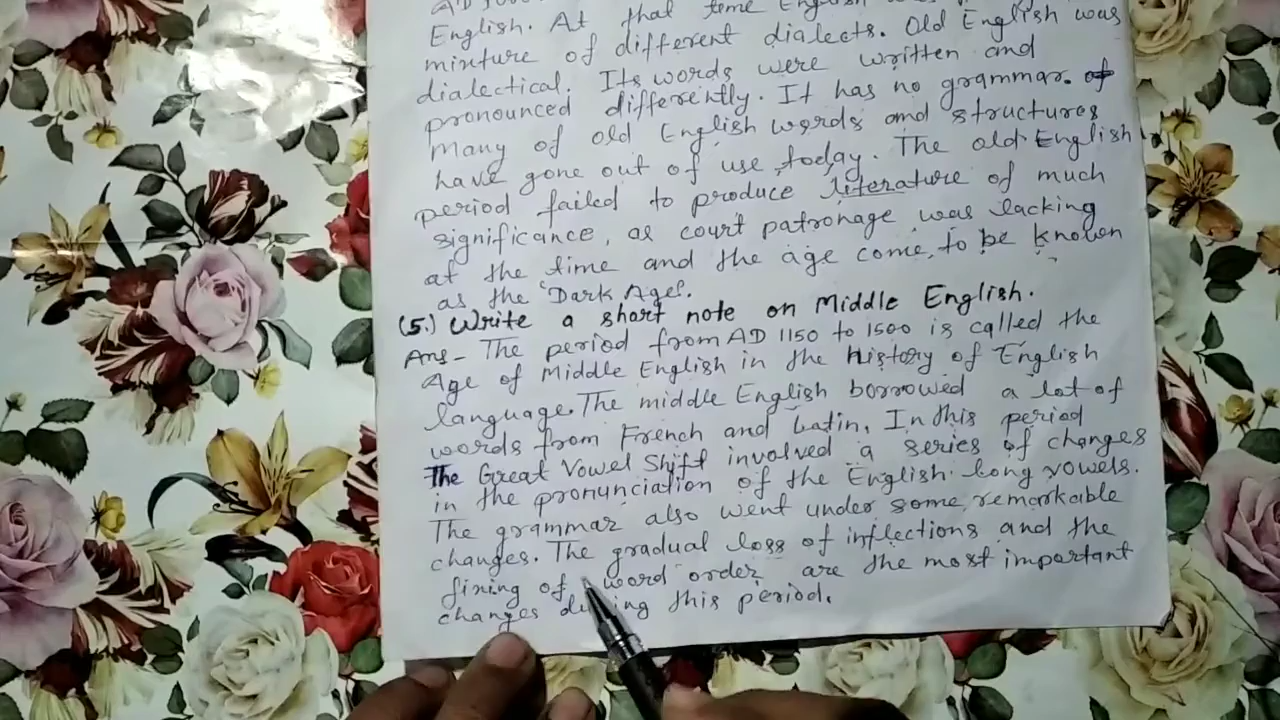 English. At that time English was
mixture of different dialects. Old English was
dialectical. Its words were written and
pronounced differently. It has no grammar.
Many of old English words and structures
have gone out of use today. The old English
period failed to produce literature of much
significance, as court patronage was lacking
at the time and the age come to be known
as the 'Dark Age'.
(5.) Write a short note on Middle English.
Ans - The period from AD 1150 to 1500 is called the
Age of Middle English in the history of English
language. The middle English borrowed a lot of
words from French and Latin. In this period
The Great Vowel Shift involved a series of changes
in the pronunciation of the English long vowels.
The grammar also went under some remarkable
changes. The gradual loss of inflections and the
fixing of word order are the most important
changes during this period.